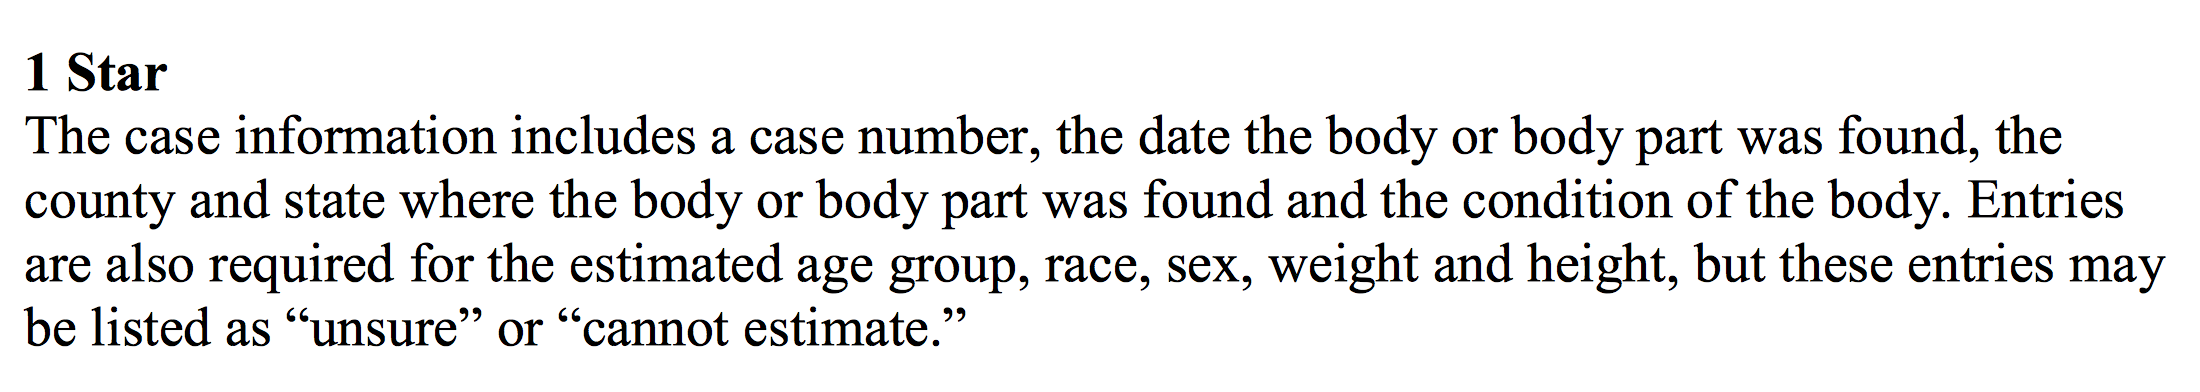 1 Star
The case information includes a case number, the date the body or body part was found, the
county and state where the body or body part was found and the condition of the body. Entries
are also required for the estimated age group, race, sex, weight and height, but these entries may
be listed as “unsure” or “cannot estimate.”